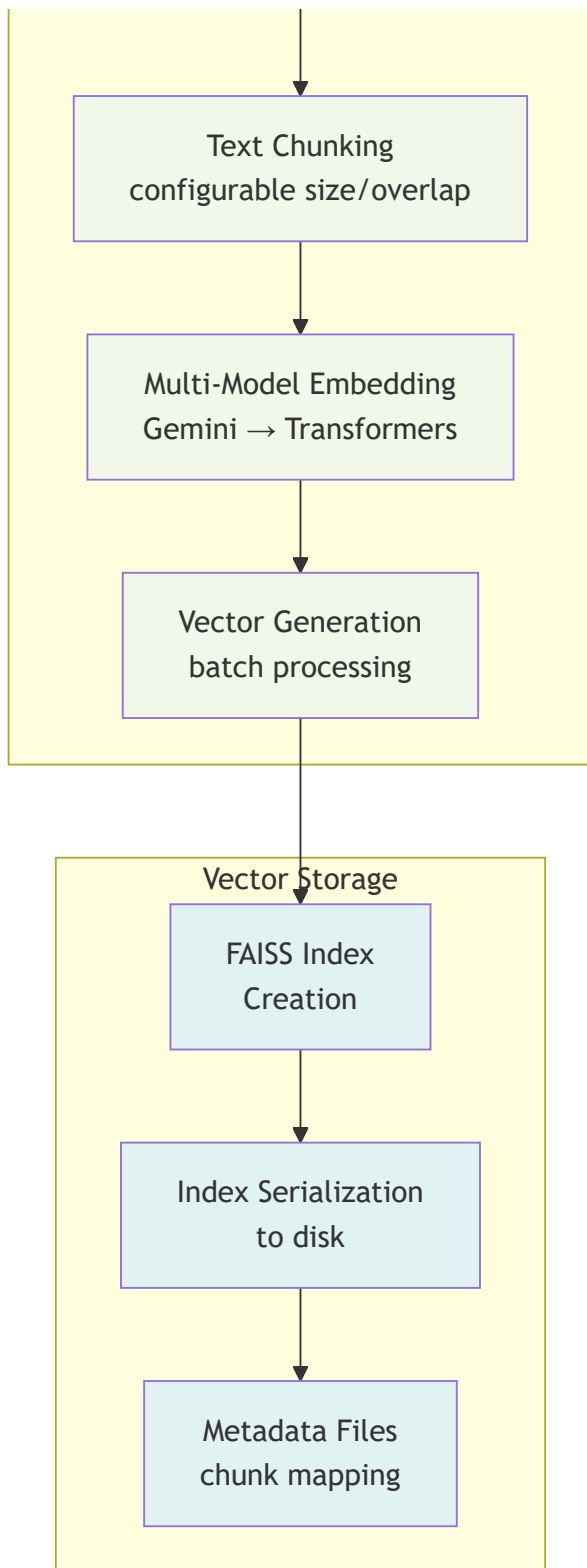 Text Chunking
configurable size/overlap
Multi-Model Embedding
Gemini → Transformers
Vector Generation
batch processing
Vector Storage
FAISS Index
Creation
Index Serialization
to disk
Metadata Files
chunk mapping